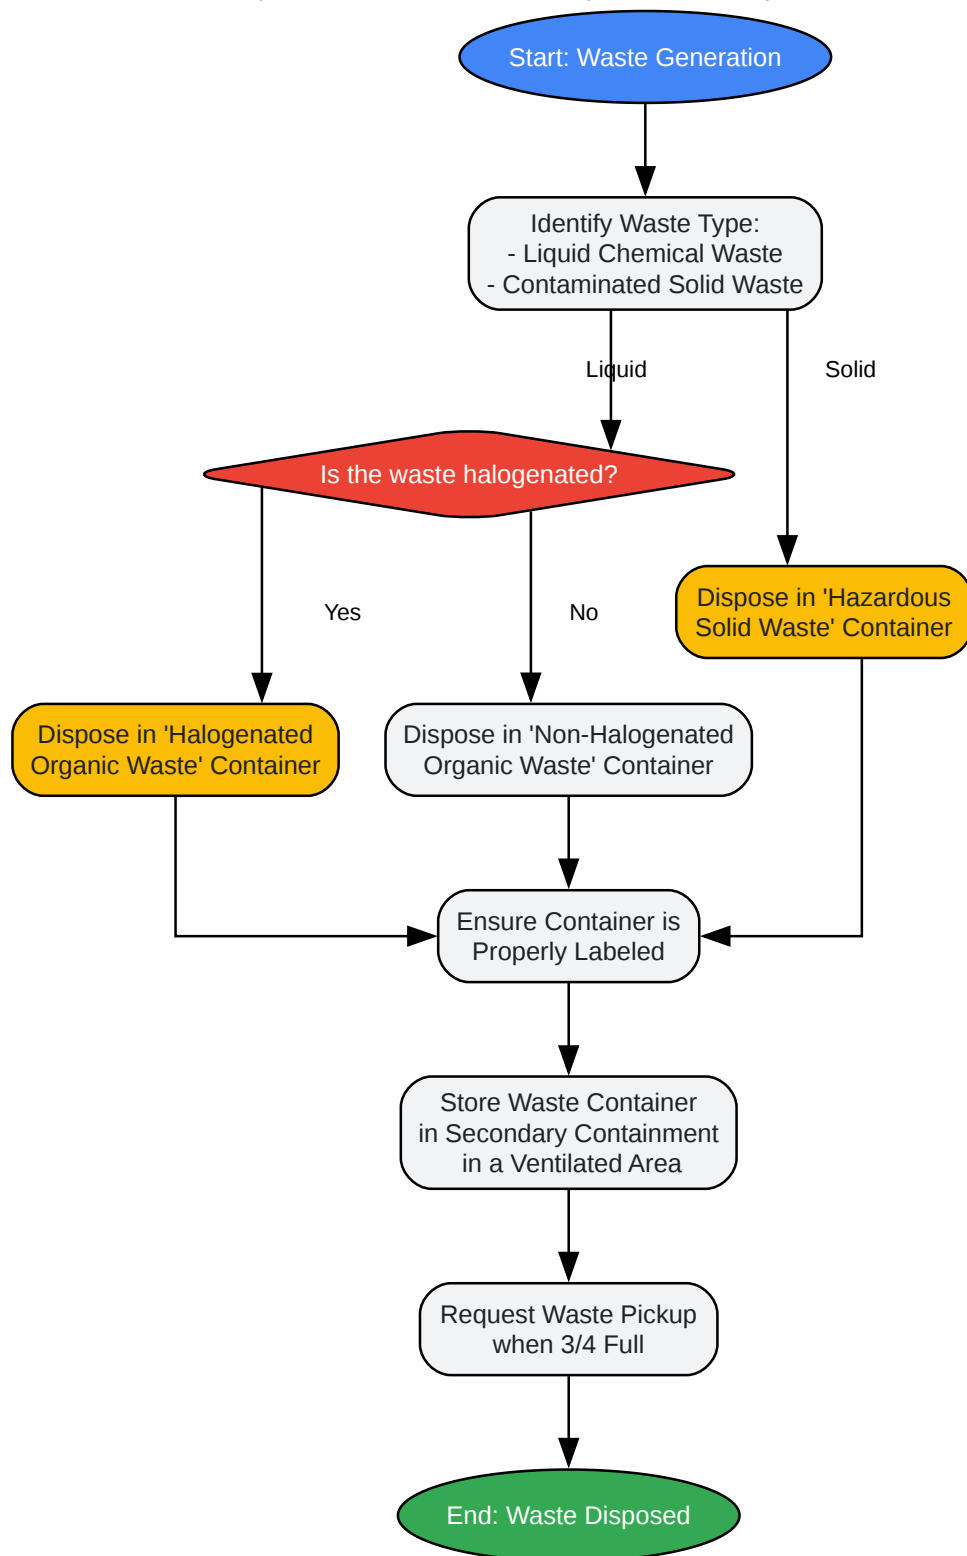 Start: Waste Generation
Identify Waste Type:
- Liquid Chemical Waste
- Contaminated Solid Waste
Liquid
Solid
Is the waste halogenated?
Yes
No
Dispose in 'Hazardous
Solid Waste' Container
Dispose in 'Halogenated
Organic Waste' Container
Dispose in 'Non-Halogenated
Organic Waste' Container
Ensure Container is
Properly Labeled
Store Waste Container
in Secondary Containment
in a Ventilated Area
Request Waste Pickup
when 3/4 Full
End: Waste Disposed